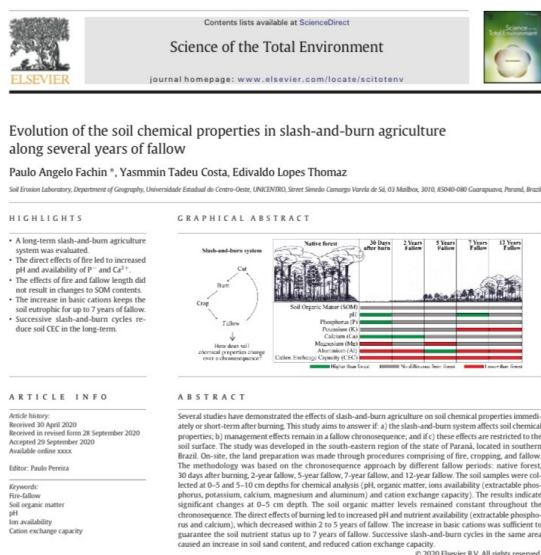 Contents lists available at ScienceDirect
Science of the Total Environment
ELSEVIER
journal homepage: www.elsevier.com/locate/scitotenv
Evolution of the soil chemical properties in slash-and-burn agriculture
along several years of fallow
Paulo Angelo Fachin *, Yasmmin Tadeu Costa, Edivaldo Lopes Thomaz
Soil Erosion Laboratory, Department of Geography, Universidade Estadual do Centro-Oeste, UNICENTRO, Street Simeão Camargo Varela de Sá, 03 Mailbox, 3010, 85040-080 Guarapuava, Paraná, Brazil
HIGHLIGHTS
• A long-term slash-and-burn agriculture
system was evaluated.
• The direct effects of fire led to increased
pH and availability of P⁻ and Ca²⁺.
• The effects of fire and fallow length did
not result in changes to SOM contents.
• The increase in basic cations keeps the
soil eutrophic for up to 7 years of fallow.
• Successive slash-and-burn cycles re-
duce soil CEC in the long-term.
GRAPHICAL ABSTRACT
Slash-and-burn system
Cut
Burn
Crop
Fallow
How does soil
chemical properties change
over a chronosequence?
Native forest
30 Days
after burn
2 Years
Fallow
5 Years
Fallow
7 Years
Fallow
12 Years
Fallow
Soil Organic Matter (SOM)
pH
Phosphorus (P)
Potassium (K)
Calcium (Ca)
Magnesium (Mg)
Aluminium (Al)
Cation Exchange Capacity (CEC)
Higher than forest
No difference from forest
Lower than forest
ARTICLE INFO
Article history:
Received 30 April 2020
Received in revised form 28 September 2020
Accepted 29 September 2020
Available online xxxx
Editor: Paulo Pereira
Keywords:
Fire-fallow
Soil organic matter
pH
Ion availability
Cation exchange capacity
ABSTRACT
Several studies have demonstrated the effects of slash-and-burn agriculture on soil chemical properties immedi-
ately or short-term after burning. This study aims to answer if: a) the slash-and-burn system affects soil chemical
properties; b) management effects remain in a fallow chronosequence; and if c) these effects are restricted to the
soil surface. The study was developed in the south-eastern region of the state of Paraná, located in southern
Brazil. On-site, the land preparation was made through procedures comprising of fire, cropping, and fallow.
The methodology was based on the chronosequence approach by different fallow periods: native forest,
30 days after burning, 2-year fallow, 5-year fallow, 7-year fallow, and 12-year fallow. The soil samples were col-
lected at 0–5 and 5–10 cm depths for chemical analysis (pH, organic matter, ions availability (extractable phos-
phorus, potassium, calcium, magnesium and aluminum) and cation exchange capacity). The results indicate
significant changes at 0–5 cm depth. The soil organic matter levels remained constant throughout the
chronosequence. The direct effects of burning led to increased pH and nutrient availability (extractable phospho-
rus and calcium), which decreased within 2 to 5 years of fallow. The increase in basic cations was sufficient to
guarantee the soil nutrient status up to 7 years of fallow. Successive slash-and-burn cycles in the same area
caused an increase in soil sand content, and reduced cation exchange capacity.
© 2020 Elsevier B.V. All rights reserved.